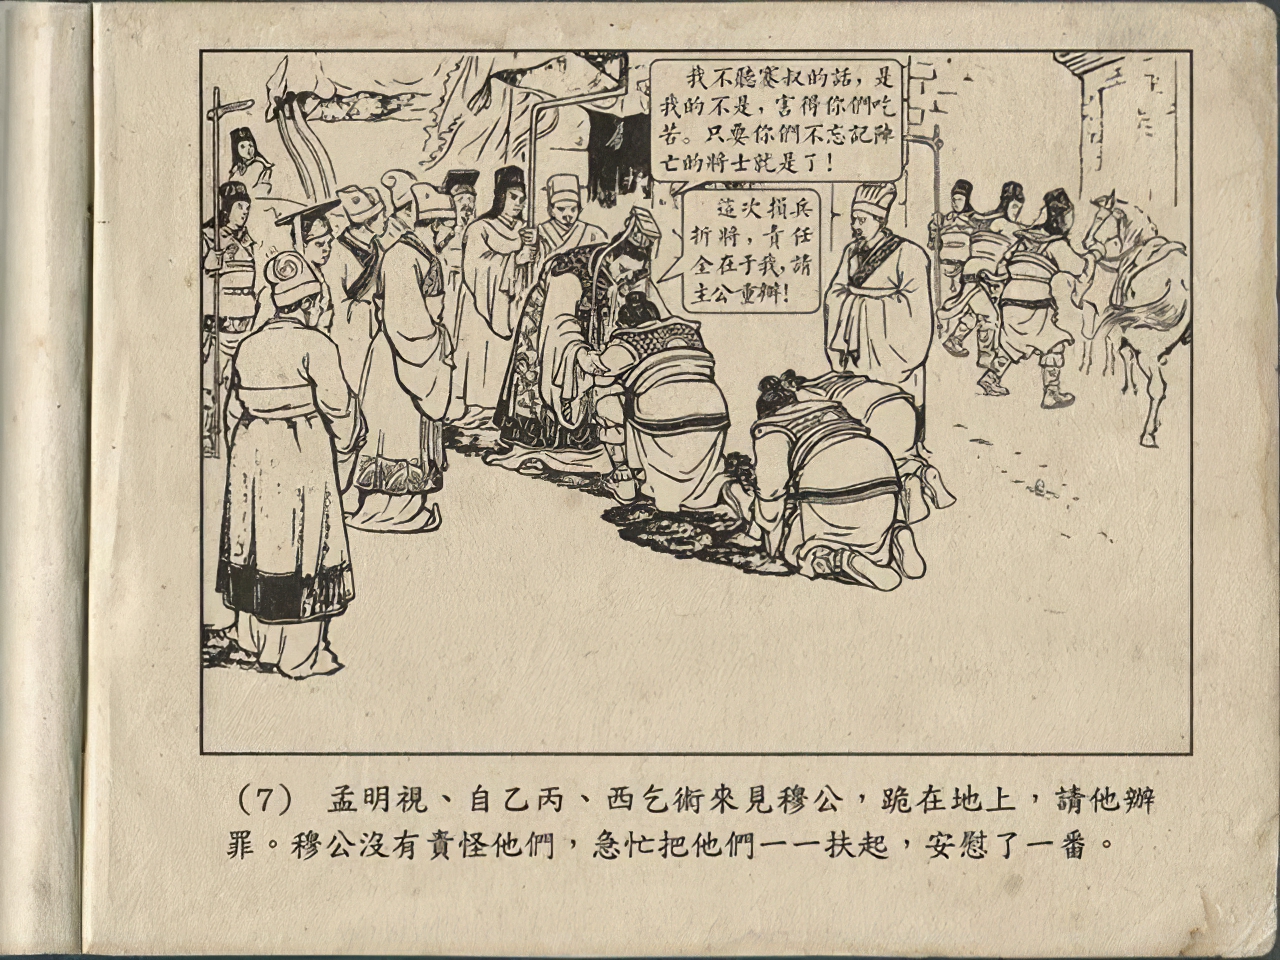 我不聽蹇叔的話，是
我的不是，害得你們吃
苦。只要你們不忘記陣
亡的將士就是了！
這次損兵
折將，責任
全在于我，請
主公重辦！
(7) 孟明視、自乙丙、西乞術來見穆公，跪在地上，請他辦
罪。穆公沒有責怪他們，急忙把他們一一扶起，安慰了一番。